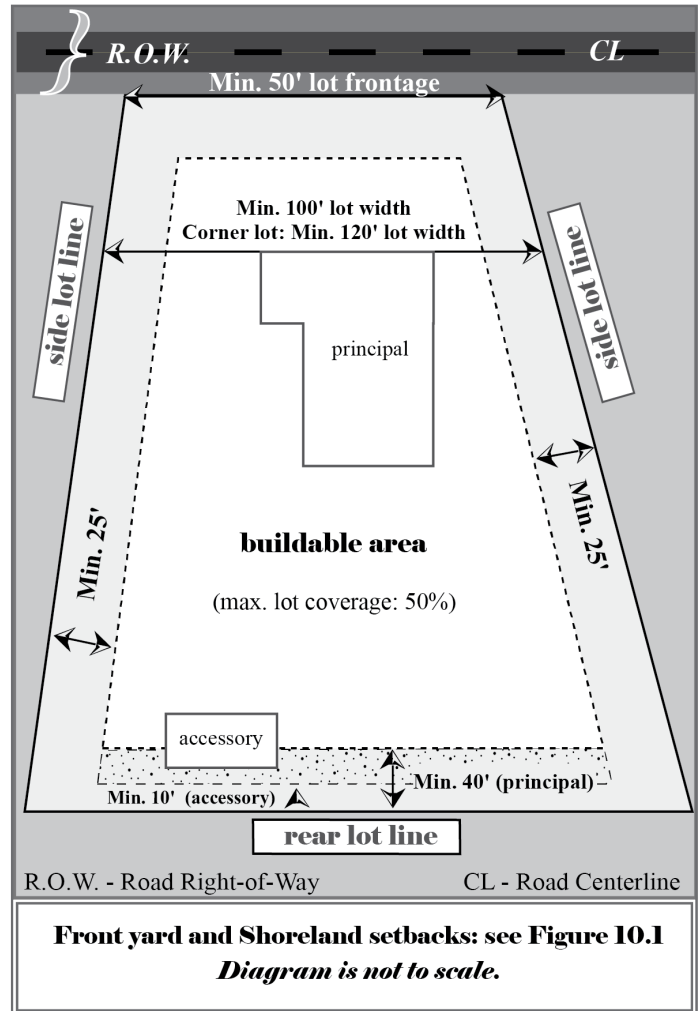 R.O.W.
CL
Min. 50' lot frontage
Min. 100' lot width
Corner lot: Min. 120' lot width
side lot line
side lot line
principal
Min. 25'
Min. 25'
buildable area
(max. lot coverage: 50%)
accessory
Min. 40' (principal)
Min. 10' (accessory)
rear lot line
R.O.W. - Road Right-of-Way
CL - Road Centerline
Front yard and Shoreland setbacks: see Figure 10.1
Diagram is not to scale.